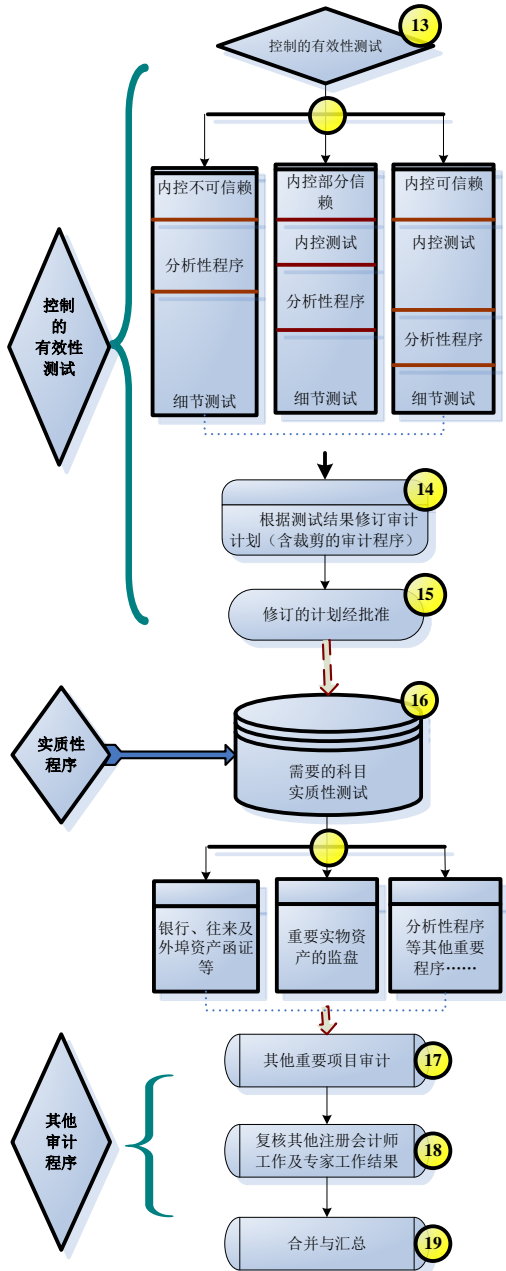 控制的有效性测试
13
内控不可信赖
分析性程序
细节测试
内控部分信
赖
内控测试
分析性程序
细节测试
内控可信赖
内控测试
分析性程序
细节测试
控制
的
有效性
测试
14
根据测试结果修订审计
计划（含裁剪的审计程序）
15
修订的计划经批准
16
实质性
程序
需要的科目
实质性测试
银行、往来及
外埠资产函证
等
重要实物资
产的监盘
分析性程序
等其他重要
程序……
其他重要项目审计
17
其他
审计
程序
复核其他注册会计师
工作及专家工作结果
18
合并与汇总
19